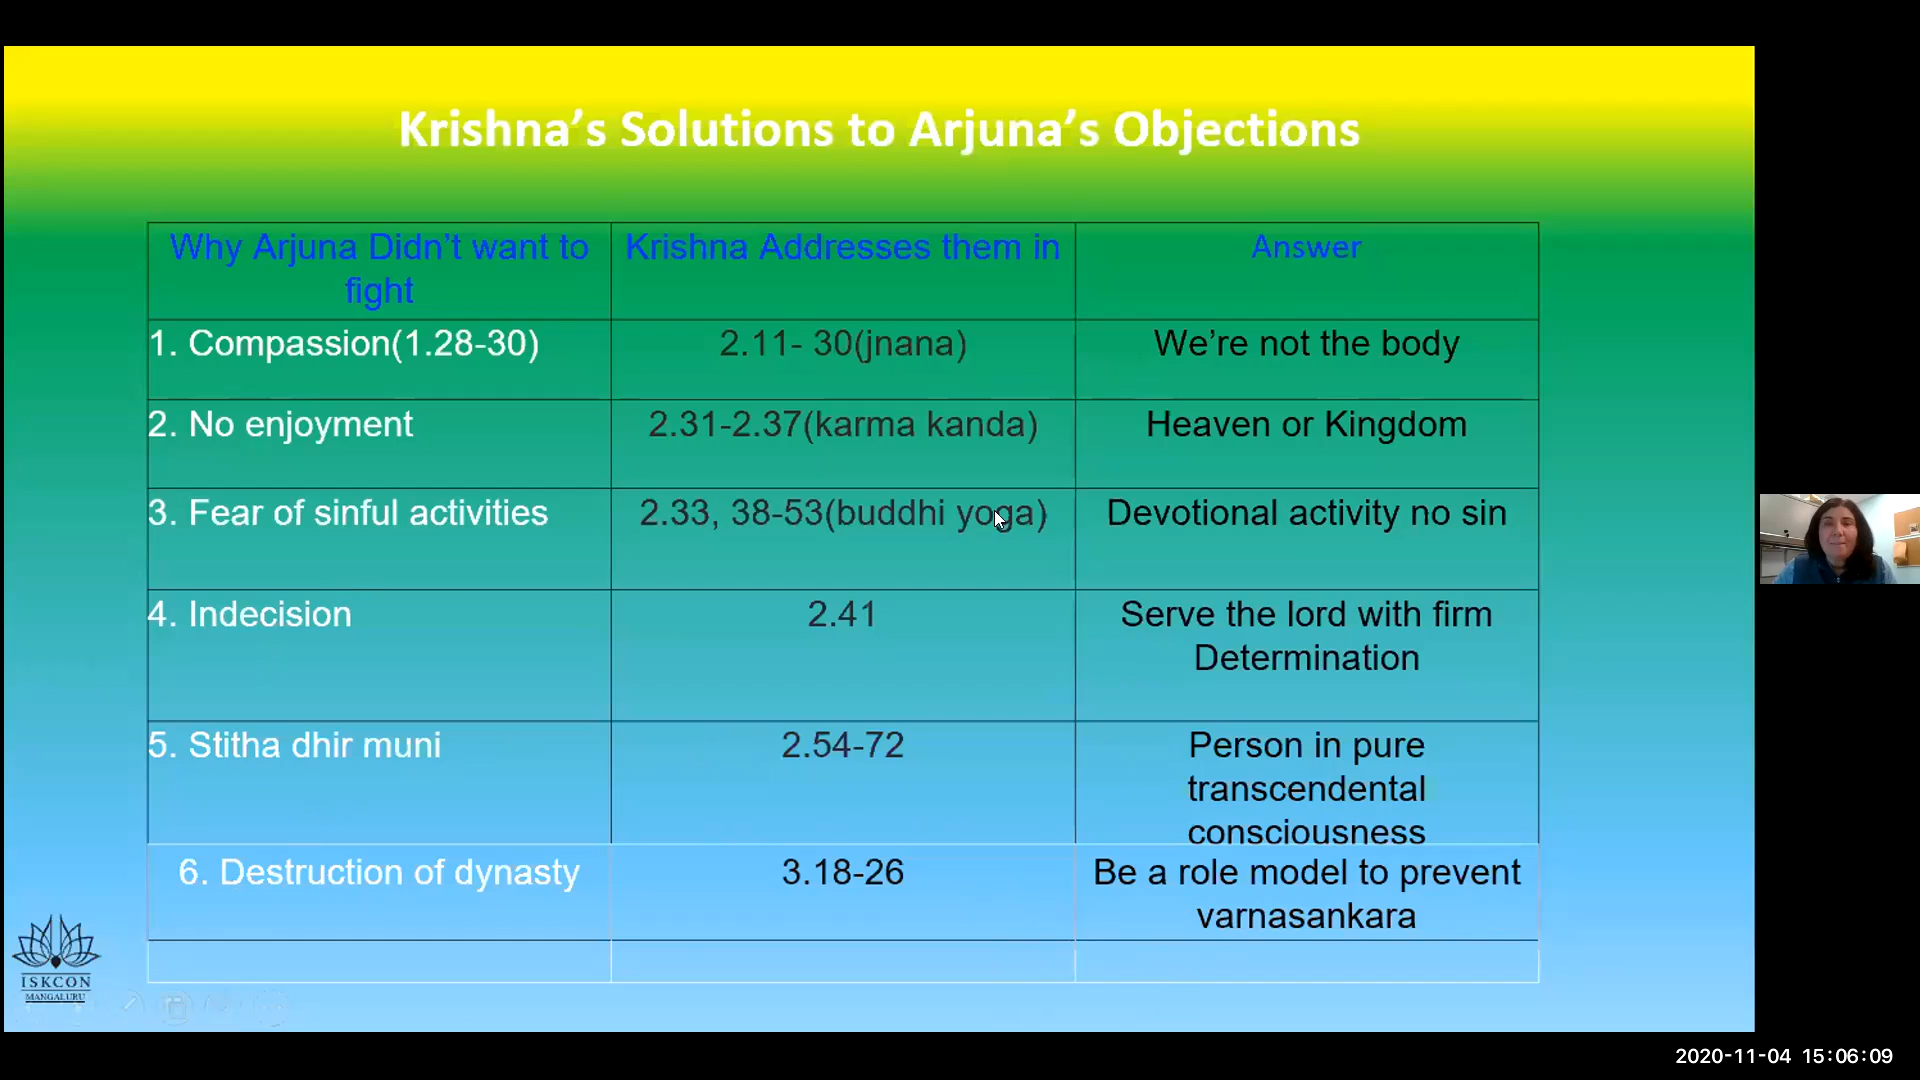 Krishna's Solutions to Arjuna's Objections
Why Arjuna Didn't want to
fight
Krishna Addresses them in
Answer
1. Compassion(1.28-30)
2.11- 30(jnana)
We're not the body
2. No enjoyment
2.31-2.37(karma kanda)
Heaven or Kingdom
3. Fear of sinful activities
2.33, 38-53(buddhi yoga)
Devotional activity no sin
4. Indecision
2.41
Serve the lord with firm
Determination
5. Stitha dhir muni
2.54-72
Person in pure
transcendental
consciousness
6. Destruction of dynasty
3.18-26
Be a role model to prevent
varnasankara
ISKCON
MANGALURU
2020-11-04 15:06:09